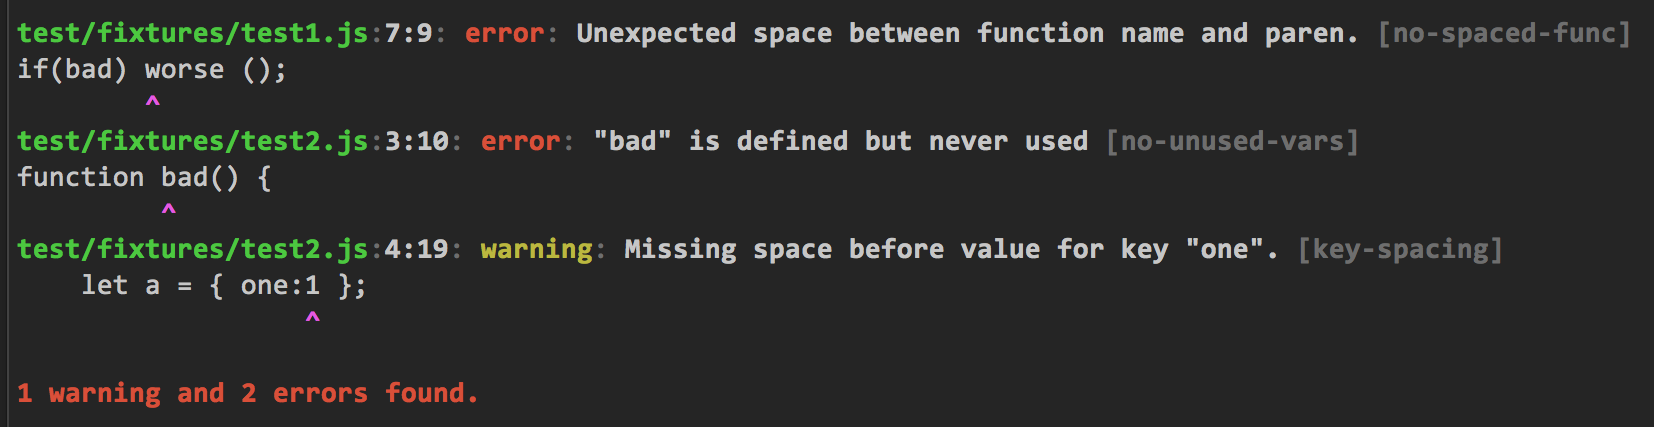 test/fixtures/test1.js:7:9: error: Unexpected space between function name and paren. [no-spaced-func]
if(bad) worse ();
        ^
test/fixtures/test2.js:3:10: error: "bad" is defined but never used [no-unused-vars]
function bad() {
         ^
test/fixtures/test2.js:4:19: warning: Missing space before value for key "one". [key-spacing]
    let a = { one:1 };
                  ^
1 warning and 2 errors found.